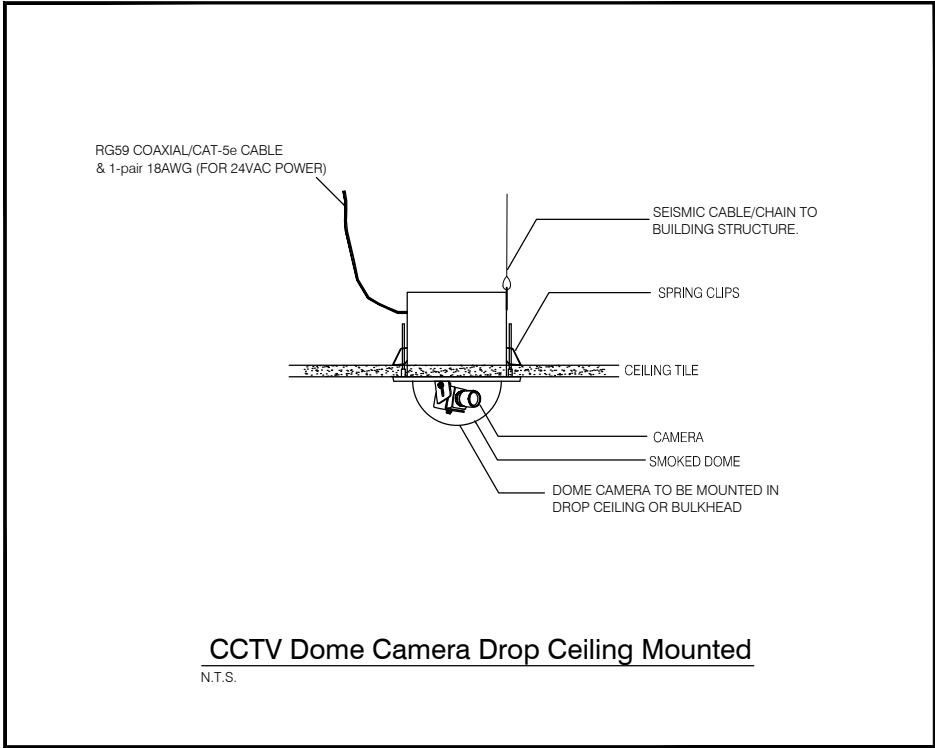 RG59 COAXIAL/CAT-5e CABLE
& 1-pair 18AWG (FOR 24VAC POWER)
SEISMIC CABLE/CHAIN TO
BUILDING STRUCTURE.
SPRING CLIPS
CEILING TILE
CAMERA
SMOKED DOME
DOME CAMERA TO BE MOUNTED IN
DROP CEILING OR BULKHEAD
CCTV Dome Camera Drop Ceiling Mounted
N.T.S.